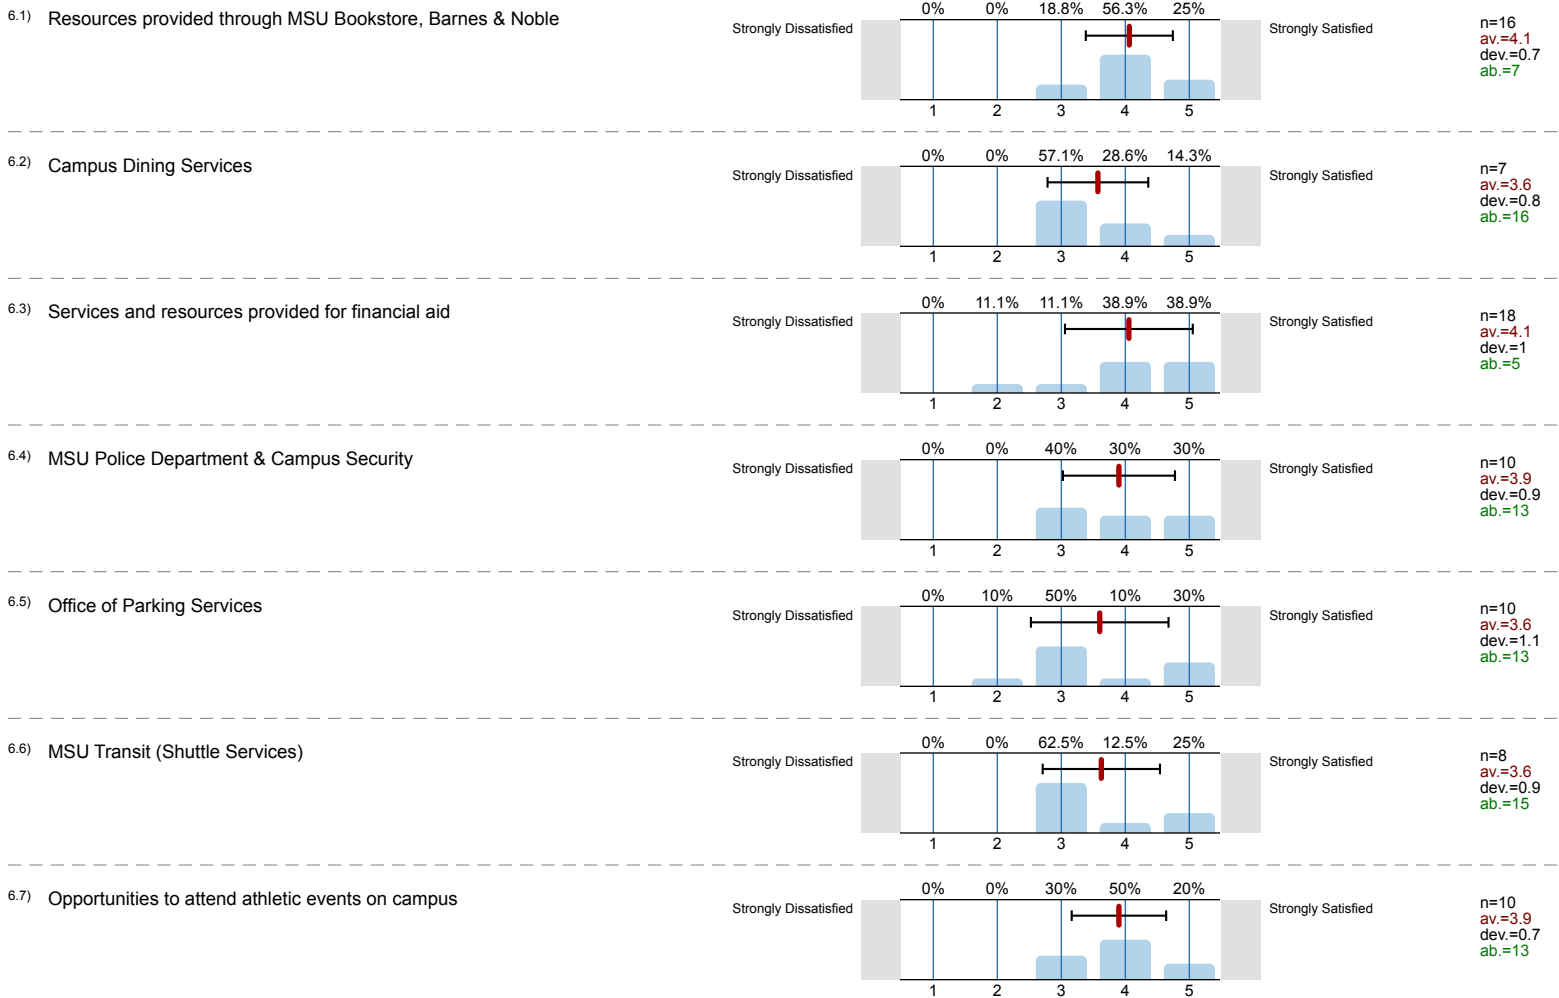 6.1) Resources provided through MSU Bookstore, Barnes & Noble
0% 0% 18.8% 56.3% 25%
Strongly Dissatisfied Strongly Satisfied
n=16
av.=4.1
dev.=0.7
ab.=7
1 2 3 4 5
6.2) Campus Dining Services
0% 0% 57.1% 28.6% 14.3%
Strongly Dissatisfied Strongly Satisfied
n=7
av.=3.6
dev.=0.8
ab.=16
1 2 3 4 5
6.3) Services and resources provided for financial aid
0% 11.1% 11.1% 38.9% 38.9%
Strongly Dissatisfied Strongly Satisfied
n=18
av.=4.1
dev.=1
ab.=5
1 2 3 4 5
6.4) MSU Police Department & Campus Security
0% 0% 40% 30% 30%
Strongly Dissatisfied Strongly Satisfied
n=10
av.=3.9
dev.=0.9
ab.=13
1 2 3 4 5
6.5) Office of Parking Services
0% 10% 50% 10% 30%
Strongly Dissatisfied Strongly Satisfied
n=10
av.=3.6
dev.=1.1
ab.=13
1 2 3 4 5
6.6) MSU Transit (Shuttle Services)
0% 0% 62.5% 12.5% 25%
Strongly Dissatisfied Strongly Satisfied
n=8
av.=3.6
dev.=0.9
ab.=15
1 2 3 4 5
6.7) Opportunities to attend athletic events on campus
0% 0% 30% 50% 20%
Strongly Dissatisfied Strongly Satisfied
n=10
av.=3.9
dev.=0.7
ab.=13
1 2 3 4 5